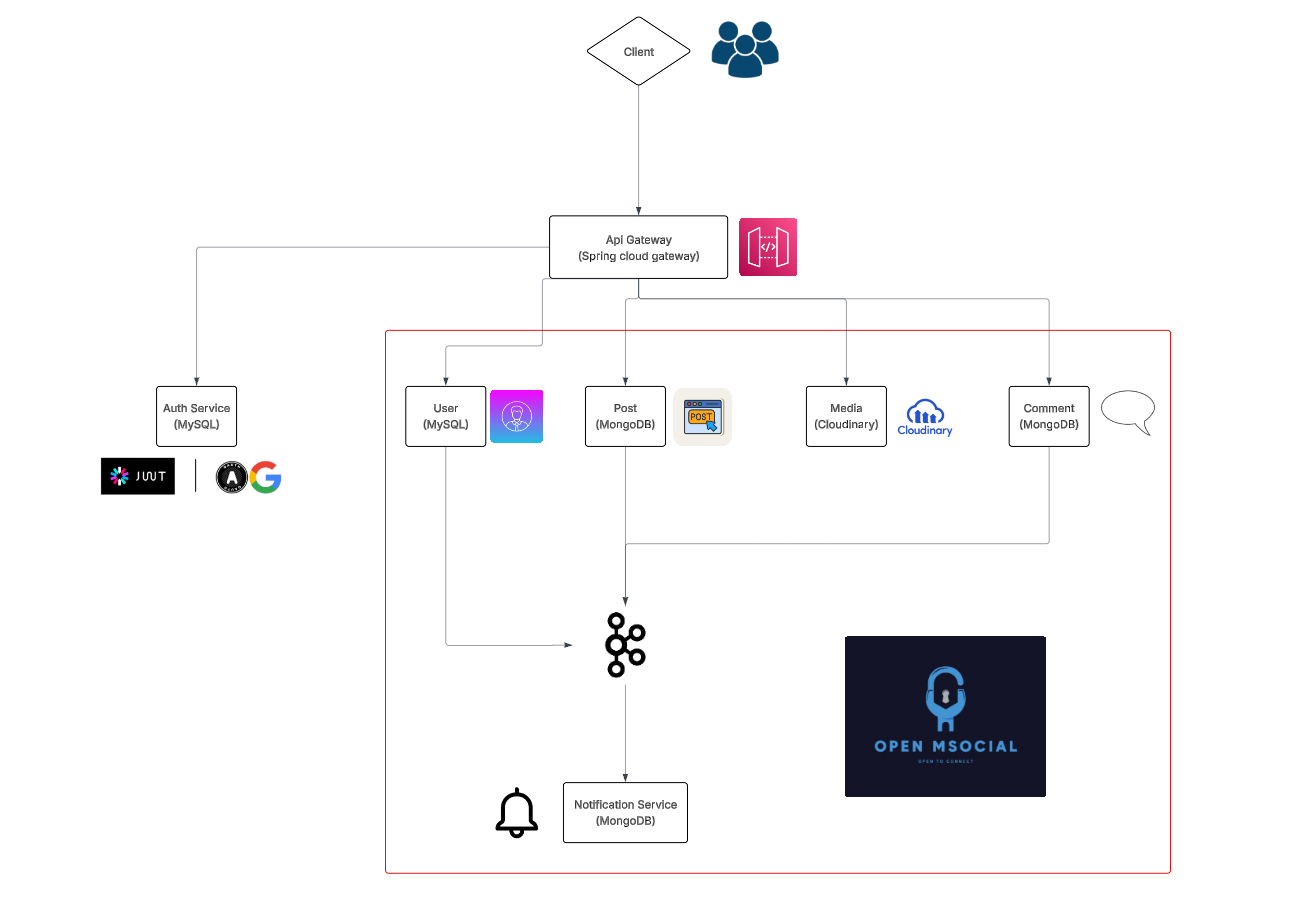 Client
Api Gateway
(Spring cloud gateway)
Auth Service
(MySQL)
User
(MySQL)
Post
(MongoDB)
POST
Media
(Cloudinary)
Cloudinary
Comment
(MongoDB)
JWT
A
G
OPEN MSOCIAL
OPEN TO CONNECT
Notification Service
(MongoDB)